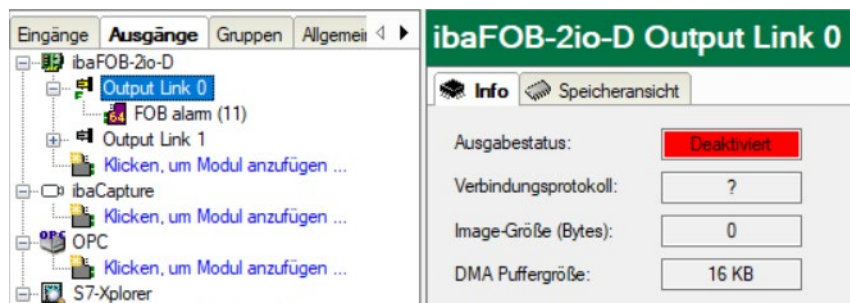 Eingänge Ausgänge Gruppen Allgemei
ibaFOB-2io-D
Output Link 0
64 FOB alarm (11)
Output Link 1
Klicken, um Modul anzufügen ...
ibaCapture
Klicken, um Modul anzufügen ...
OPC OPC
Klicken, um Modul anzufügen ...
S7-Xplorer
ibaFOB-2io-D Output Link 0
Info Speicheransicht
Ausgabestatus: Deaktiviert
Verbindungsprotokoll: ?
Image-Größe (Bytes): 0
DMA Puffergröße: 16 KB